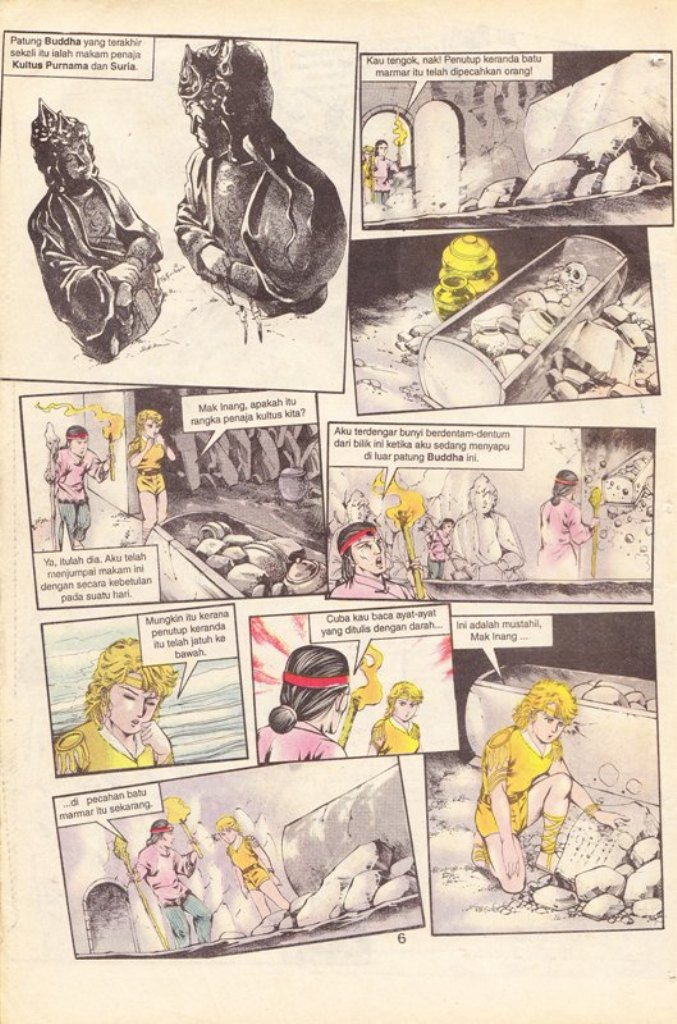 Patung Buddha yang terakhir
sekali itu ialah makam penaja
Kultus Purnama dan Suria.
Kau tengok, nak! Penutup keranda batu
marmar itu telah dipecahkan orang!
Mak Inang, apakah itu
rangka penaja kultus kita?
Ya, itulah dia. Aku telah
menjumpai makam ini
dengan secara kebetulan
pada suatu hari.
Aku terdengar bunyi berdentam-dentum
dari bilik ini ketika aku sedang menyapu
di luar patung Buddha ini.
Mungkin itu kerana
penutup keranda
itu telah jatuh ke
bawah.
Cuba kau baca ayat-ayat
yang ditulis dengan darah...
Ini adalah mustahil,
Mak Inang ...
...di pecahan batu
marmar itu sekarang.
6